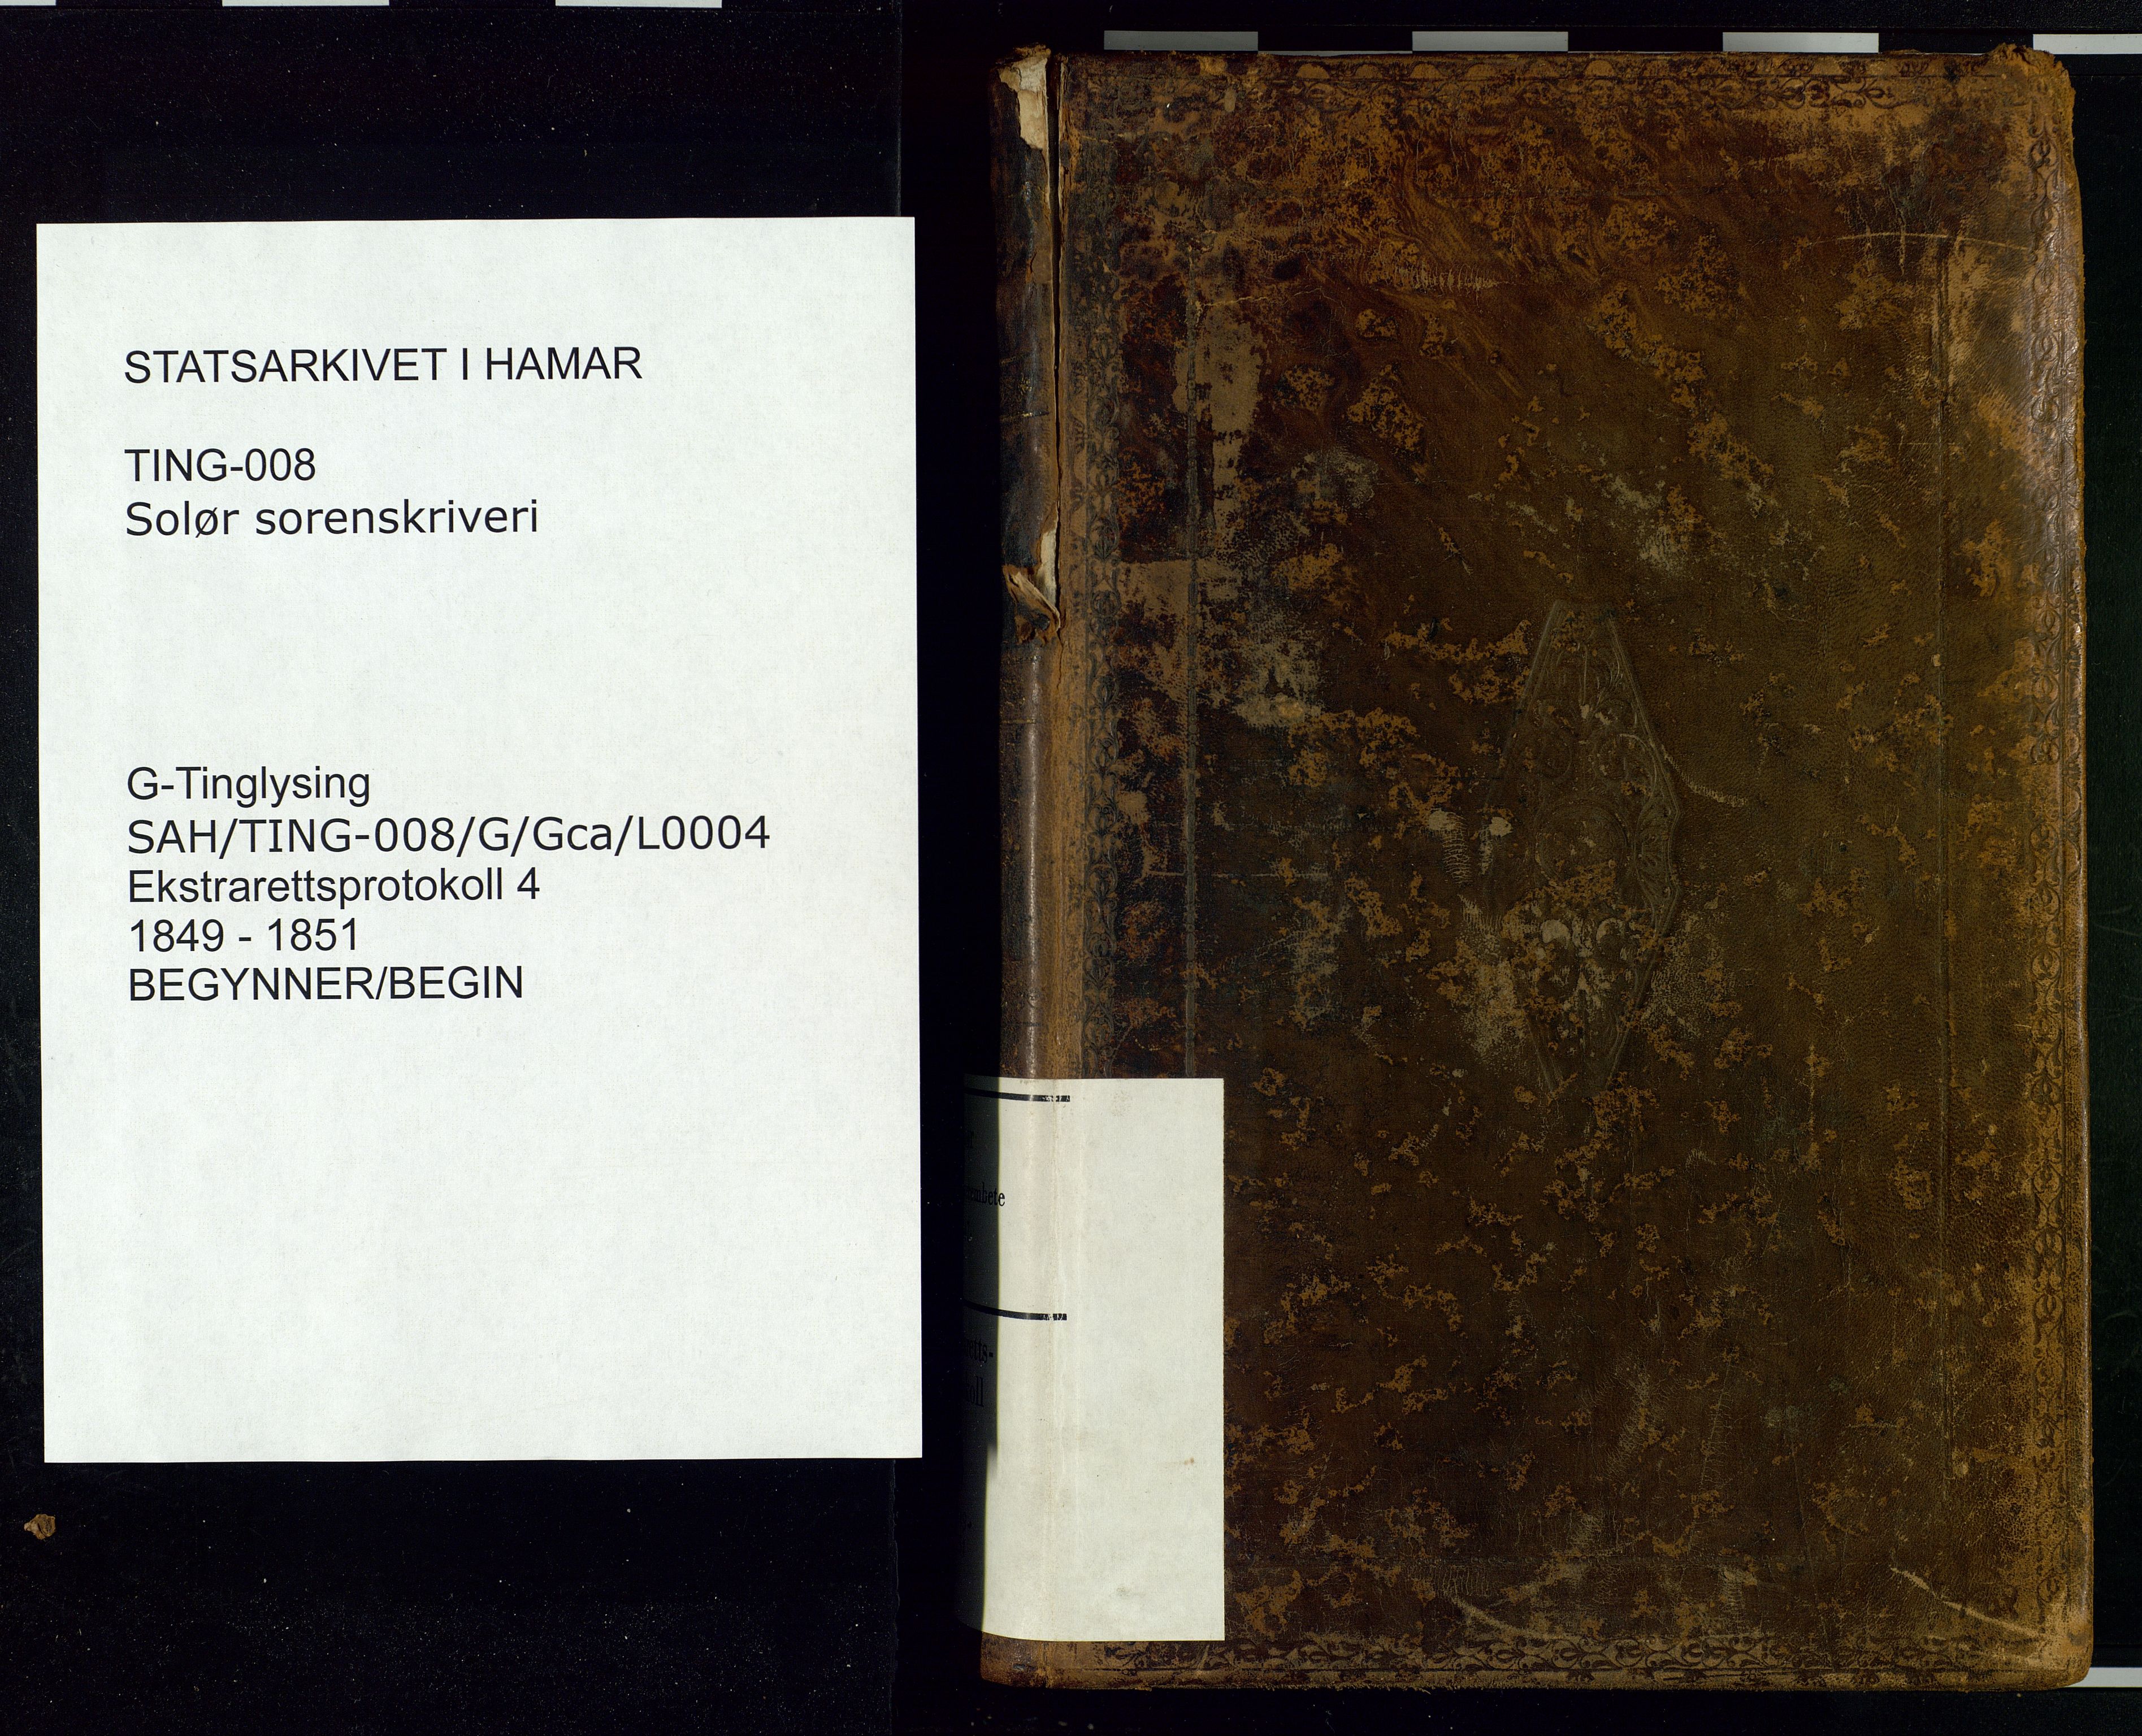 STATSARKIVET I HAMAR
TING-008
Solør sorenskriveri
G-Tinglysing
SAH/TING-008/G/Gca/L0004
Ekstrarettsprotokoll 4
1849 - 1851
BEGYNNER/BEGIN